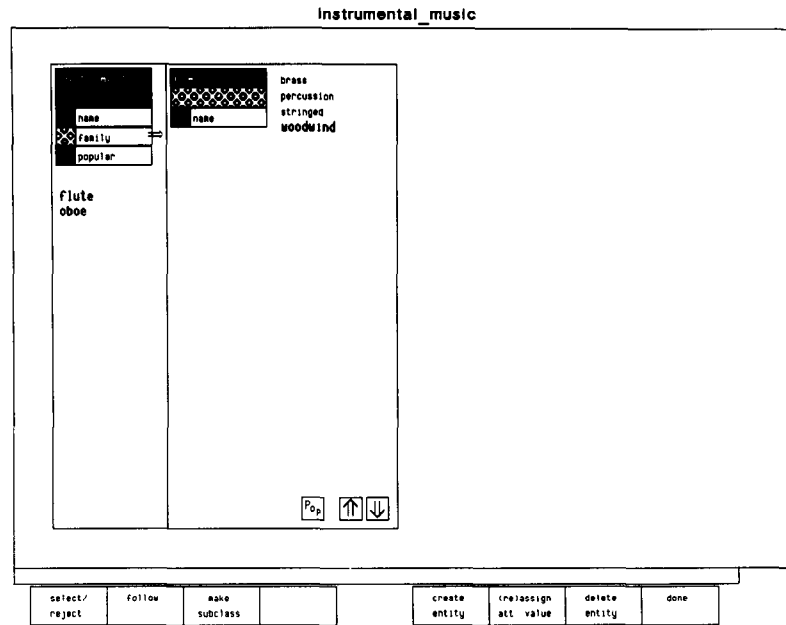 instrumental_music
brass
percussion
stringed
woodwind
name
family
popular
name
flute
oboe
Pop
select/
reject
follow
make
subclass
create
entity
(re)assign
att value
delete
entity
done